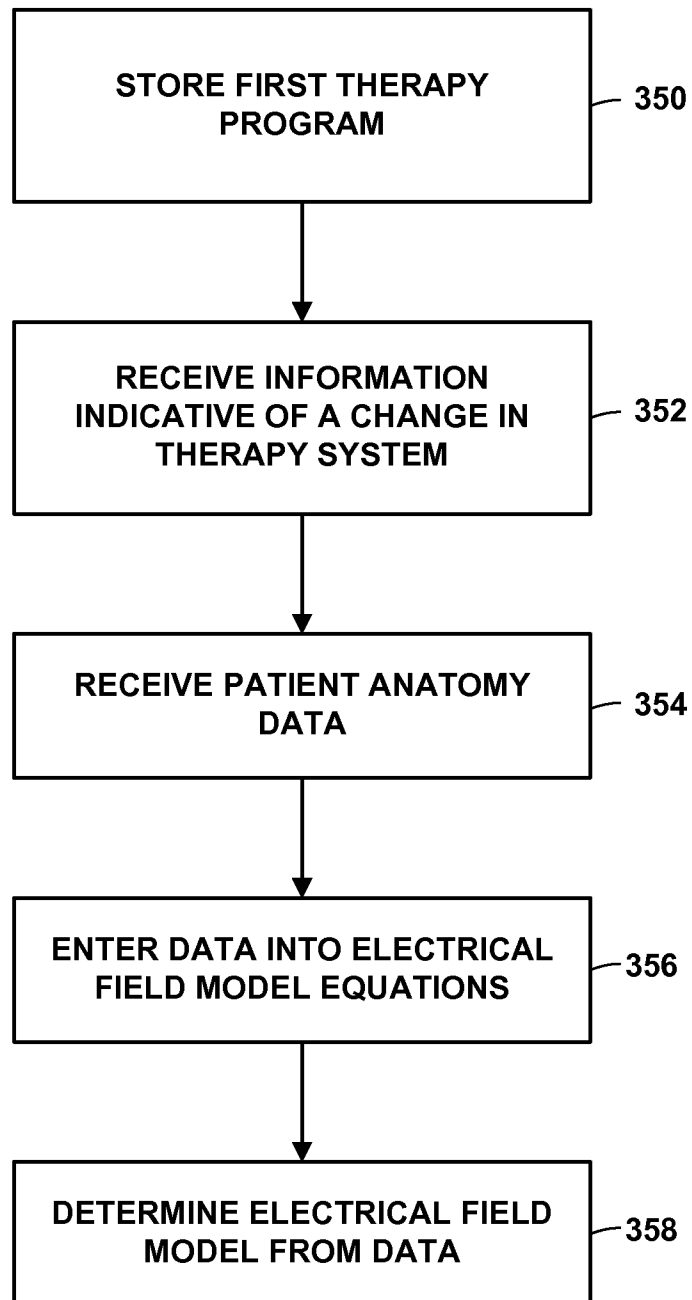 STORE FIRST THERAPY
PROGRAM
350
RECEIVE INFORMATION
INDICATIVE OF A CHANGE IN
THERAPY SYSTEM
352
RECEIVE PATIENT ANATOMY
DATA
354
ENTER DATA INTO ELECTRICAL
FIELD MODEL EQUATIONS
356
DETERMINE ELECTRICAL FIELD
MODEL FROM DATA
358